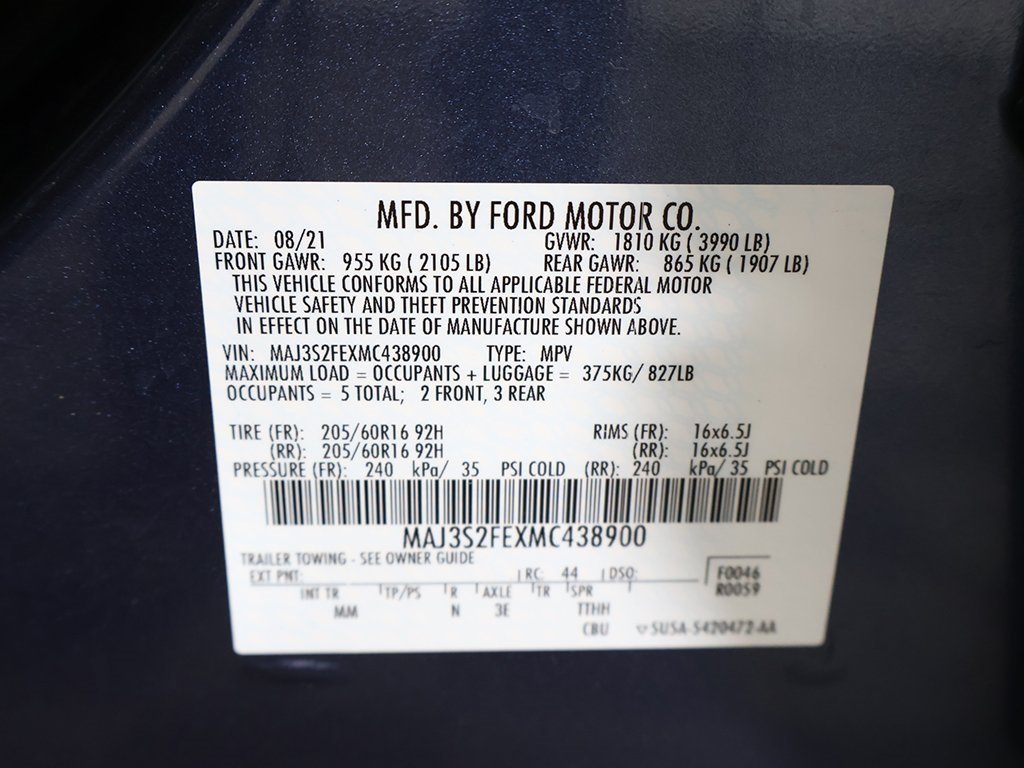 MFD. BY FORD MOTOR CO.
DATE: 08/21 GVWR: 1810 KG ( 3990 LB)
FRONT GAWR: 955 KG ( 2105 LB) REAR GAWR: 865 KG ( 1907 LB)
THIS VEHICLE CONFORMS TO ALL APPLICABLE FEDERAL MOTOR
VEHICLE SAFETY AND THEFT PREVENTION STANDARDS
IN EFFECT ON THE DATE OF MANUFACTURE SHOWN ABOVE.
VIN: MAJ3S2FEXMC438900 TYPE: MPV
MAXIMUM LOAD = OCCUPANTS + LUGGAGE = 375KG/ 827LB
OCCUPANTS = 5 TOTAL; 2 FRONT, 3 REAR
TIRE (FR): 205/60R16 92H RIMS (FR): 16x6.5J
(RR): 205/60R16 92H (RR): 16x6.5J
PRESSURE (FR): 240 kPa/ 35 PSI COLD (RR): 240 kPa/ 35 PSI COLD
MAJ3S2FEXMC438900
TRAILER TOWING - SEE OWNER GUIDE
EXT PNT: RC: 44 DSO: F0046
INT TR TP/PS R AXLE TR SPR R0059
MM N 3E TTHH
CBU ▽SU5A-5420472-AA